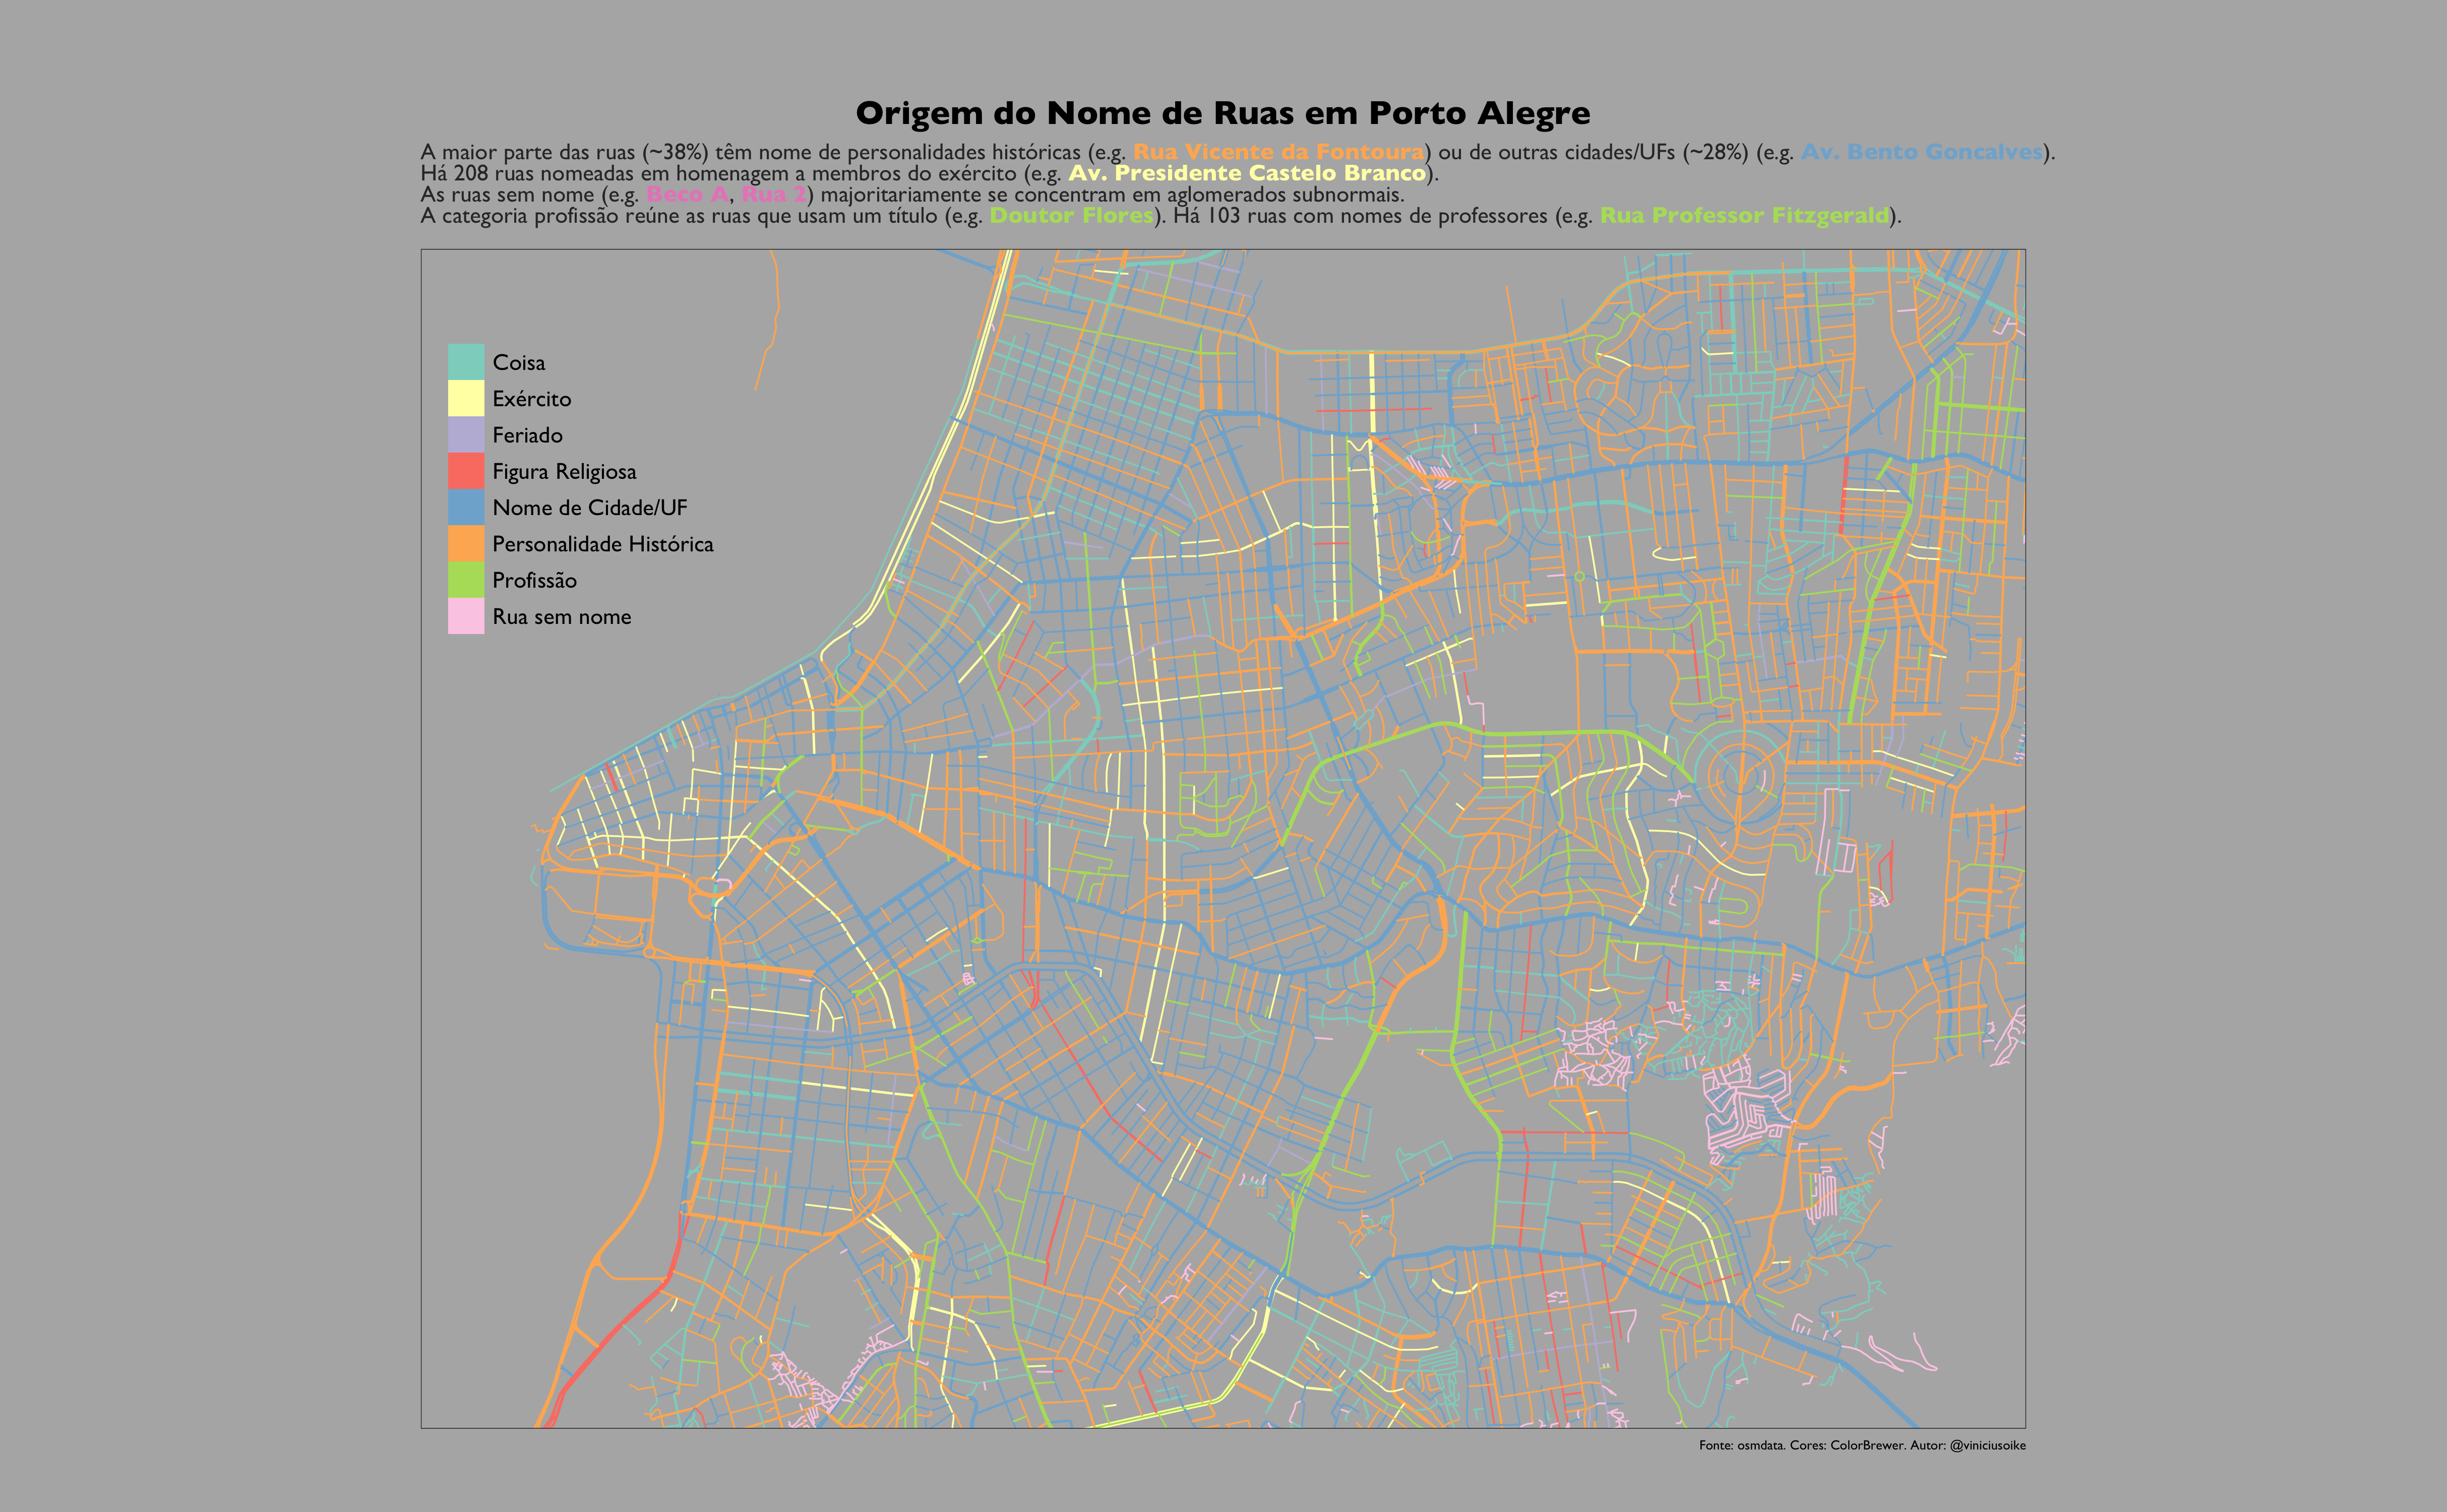 Origem do Nome de Ruas em Porto Alegre
A maior parte das ruas (~38%) têm nome de personalidades históricas (e.g. Rua Vicente da Fontoura) ou de outras cidades/UFs (~28%) (e.g. Av. Bento Goncalves).
Há 208 ruas nomeadas em homenagem a membros do exército (e.g. Av. Presidente Castelo Branco).
As ruas sem nome (e.g. Beco A, Rua 2) majoritariamente se concentram em aglomerados subnormais.
A categoria profissão reúne as ruas que usam um título (e.g. Doutor Flores). Há 103 ruas com nomes de professores (e.g. Rua Professor Fitzgerald).
Coisa
Exército
Feriado
Figura Religiosa
Nome de Cidade/UF
Personalidade Histórica
Profissão
Rua sem nome
Fonte: osmdata. Cores: ColorBrewer. Autor: @viniciusoike